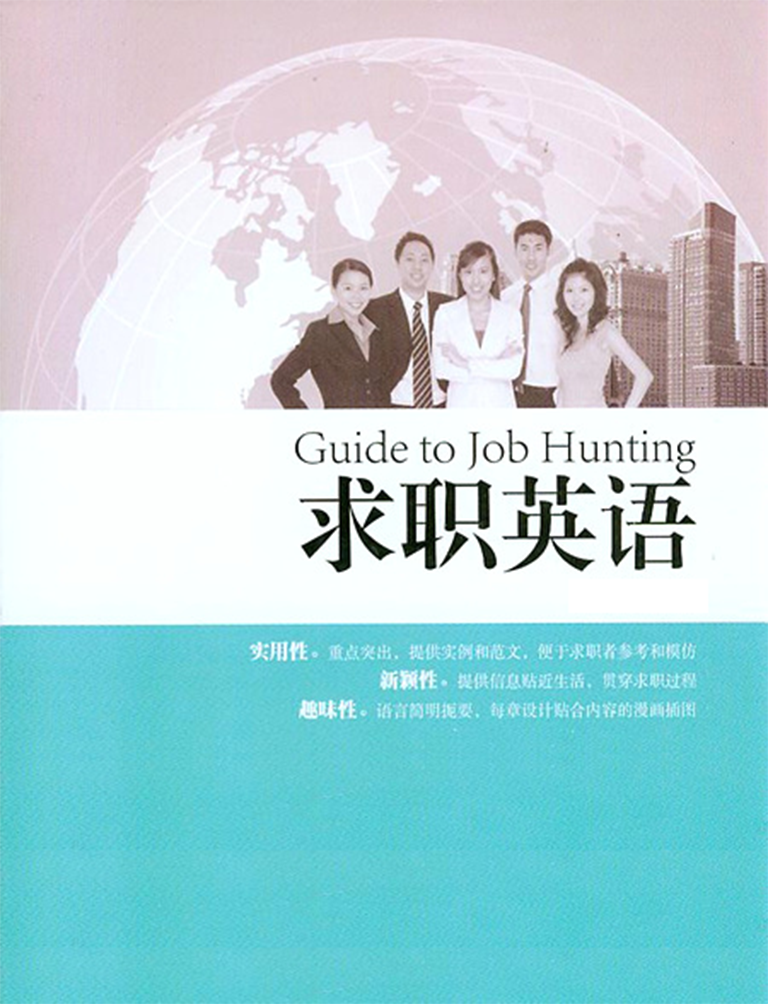 Guide to Job Hunting
求职英语
实用性。重点突出，提供实例和范文，便于求职者参考和模仿
新颖性。提供信息贴近生活，贯穿求职过程
趣味性。语言简明扼要，每章设计贴合内容的漫画插图